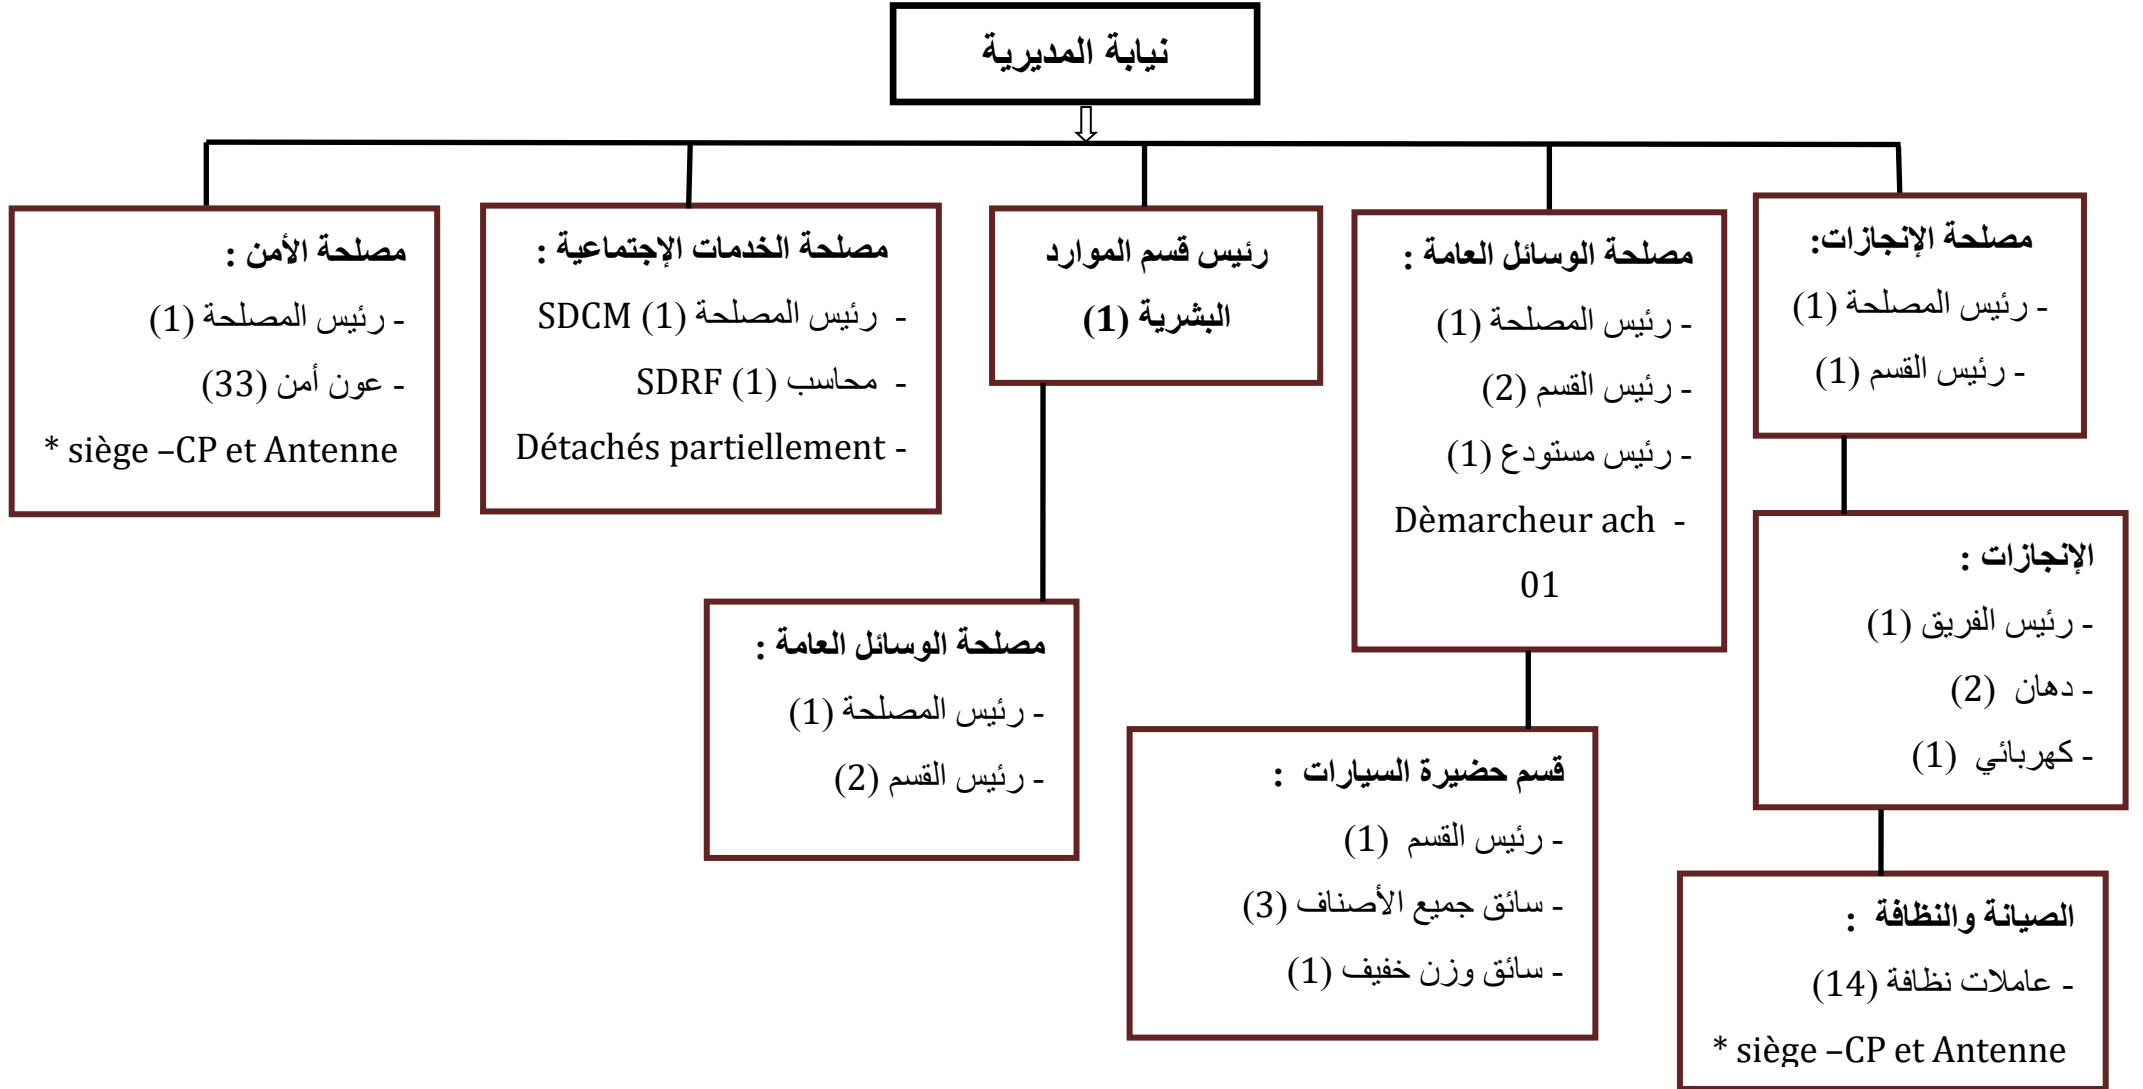 نيابة المديرية
مصلحة الإنجازات:
- رئيس المصلحة (1)
- رئيس القسم (1)
مصلحة الوسائل العامة :
- رئيس المصلحة (1)
- رئيس القسم (2)
- رئيس مستودع (1)
Dèmarcheur ach -
01
رئيس قسم الموارد
البشرية (1)
مصلحة الخدمات الإجتماعية :
- رئيس المصلحة (1) SDCM
- محاسب (1) SDRF
Détachés partiellement -
مصلحة الأمن :
- رئيس المصلحة (1)
- عون أمن (33)
* siège –CP et Antenne
الإنجازات :
- رئيس الفريق (1)
- دهان (2)
- كهربائي (1)
مصلحة الوسائل العامة :
- رئيس المصلحة (1)
- رئيس القسم (2)
قسم حضيرة السيارات :
- رئيس القسم (1)
- سائق جميع الأصناف (3)
- سائق وزن خفيف (1)
الصيانة والنظافة :
- عاملات نظافة (14)
* siège –CP et Antenne